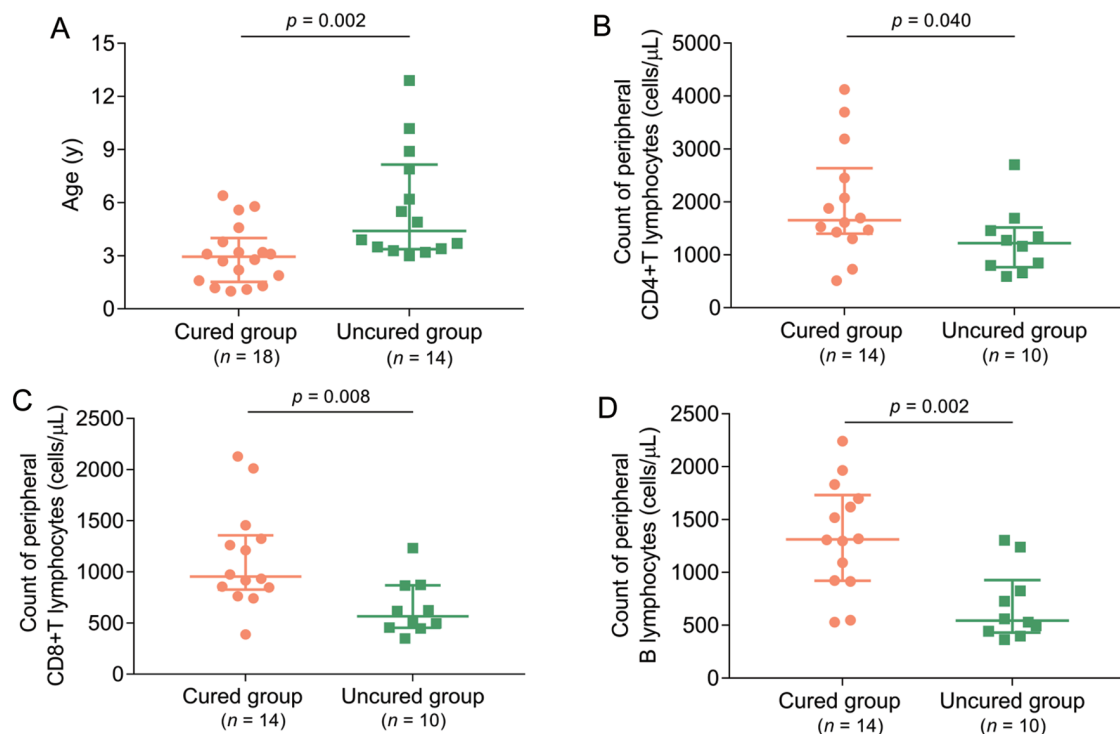 A
p = 0.002
15
12
9
6
3
0
Age (y)
Cured group
(n = 18)
Uncured group
(n = 14)
B
p = 0.040
5000
4000
3000
2000
1000
0
Count of peripheral
CD4+T lymphocytes (cells/μL)
Cured group
(n = 14)
Uncured group
(n = 10)
C
p = 0.008
2500
2000
1500
1000
500
0
Count of peripheral
CD8+T lymphocytes (cells/μL)
Cured group
(n = 14)
Uncured group
(n = 10)
D
p = 0.002
2500
2000
1500
1000
500
0
Count of peripheral
B lymphocytes (cells/μL)
Cured group
(n = 14)
Uncured group
(n = 10)